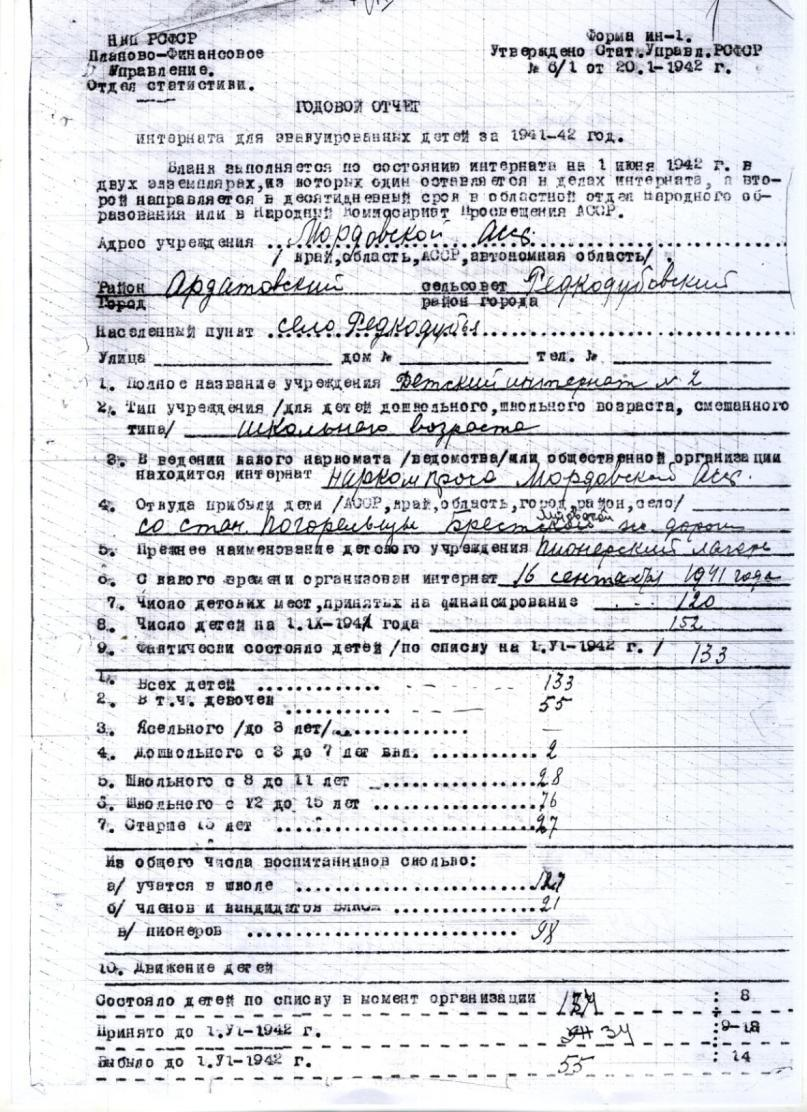 НКП РСФСР
Планово-Финансовое
Управление.
Отдел статистики.
Форма ин-1.
Утверждено Стат.Управл.РСФСР
№ 6/1 от 20.1-1942 г.
ГОДОВОЙ ОТЧЕТ
интерната для эвакуированных детей за 1941-42 год.
Бланк заполняется по состоянию интерната на 1 июня 1942 г. в
двух экземплярах,из которых один оставляется в делах интерната, а вто-
рой направляется в десятидневный срок в областной отдел Народного об-
разования или в Народный Комиссариат Просвещения АССР.
Адрес учреждения Мордовской Асср.
/ край,область,АССР,автономная область/
Район Ардатовский сельсовет Редкодубовский
Город район города
Населенный пункт село Редкодубы
Улица дом № тел. №
1. Полное название учреждения Детский интернат № 2
2. Тип учреждения /для детей дошкольного,школьного возраста, смешанного
типа/ школьного возраста
3. В ведении какого наркомата /ведомства/или общественной организации
находится интернат наркомпроса Мордовской Асср.
4. Откуда прибыли дети /АССР,край,область,город,район,село/
со стан. Погорельцы Брестской жд дороги
5. Прежнее наименование детского учреждения пионерский лагерь
6. С какого времени организован интернат 16 сентября 1941 года
7. Число детских мест,принятых на финансирование 120
8. Число детей на 1.IX-1941 года 152
9. Фактически состояло детей /по списку на 1.УI-1942 г. / 133
1. Всех детей 133
2. В т.ч. девочек 55
3. Ясельного /до 3 лет/ —
4. Дошкольного с 3 до 7 лет вкл. 2
5. Школьного с 8 до 11 лет 28
6. Школьного с 12 до 15 лет 76
7. Старше 15 лет 27
Из общего числа воспитанников сколько:
а/ учатся в школе 127
б/ членов и кандидатов ВЛКСМ 21
в/ пионеров 98
10. Движение детей
Состояло детей по списку в момент организации 154 : 8
Принято до 1.УI-1942 г. 34 : 9-13
Выбыло до 1.УI-1942 г. 55 : 14